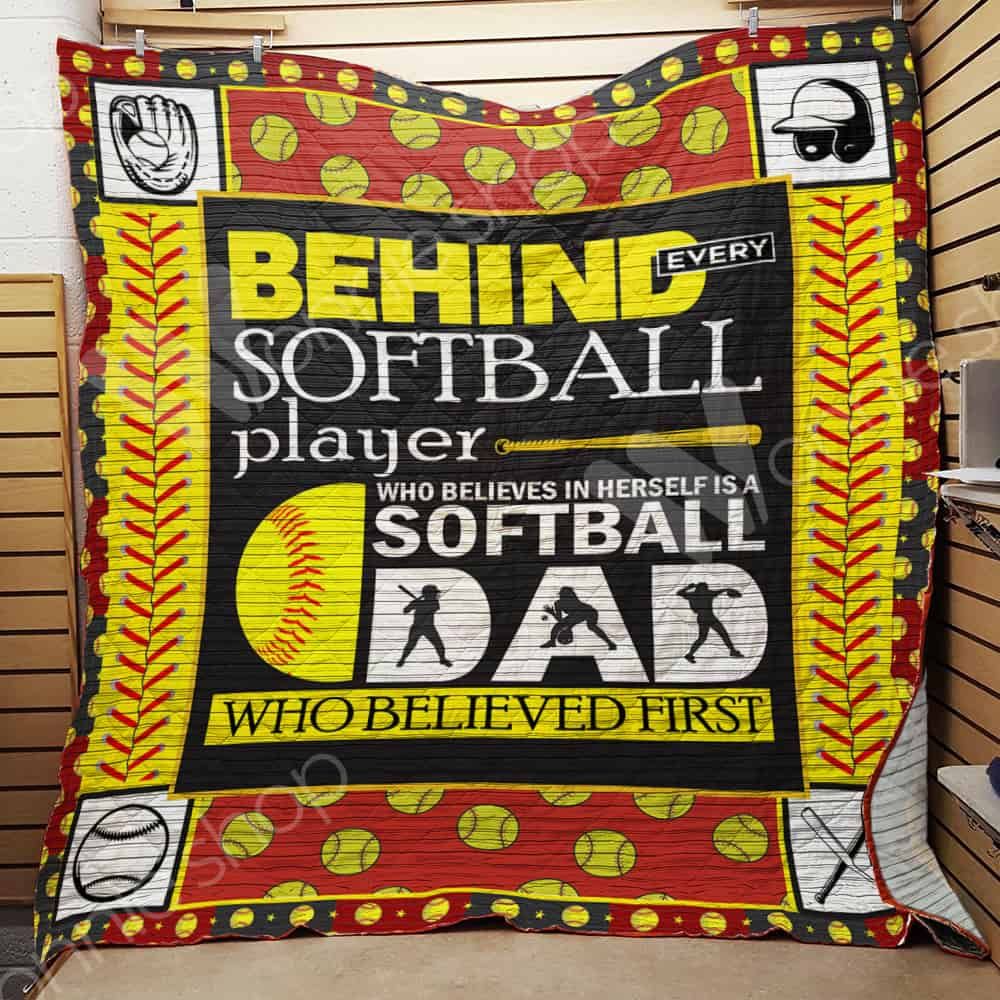 BEHIND EVERY
SOFTBALL
player
WHO BELIEVES IN HERSELF IS A
SOFTBALL
DAD
WHO BELIEVED FIRST